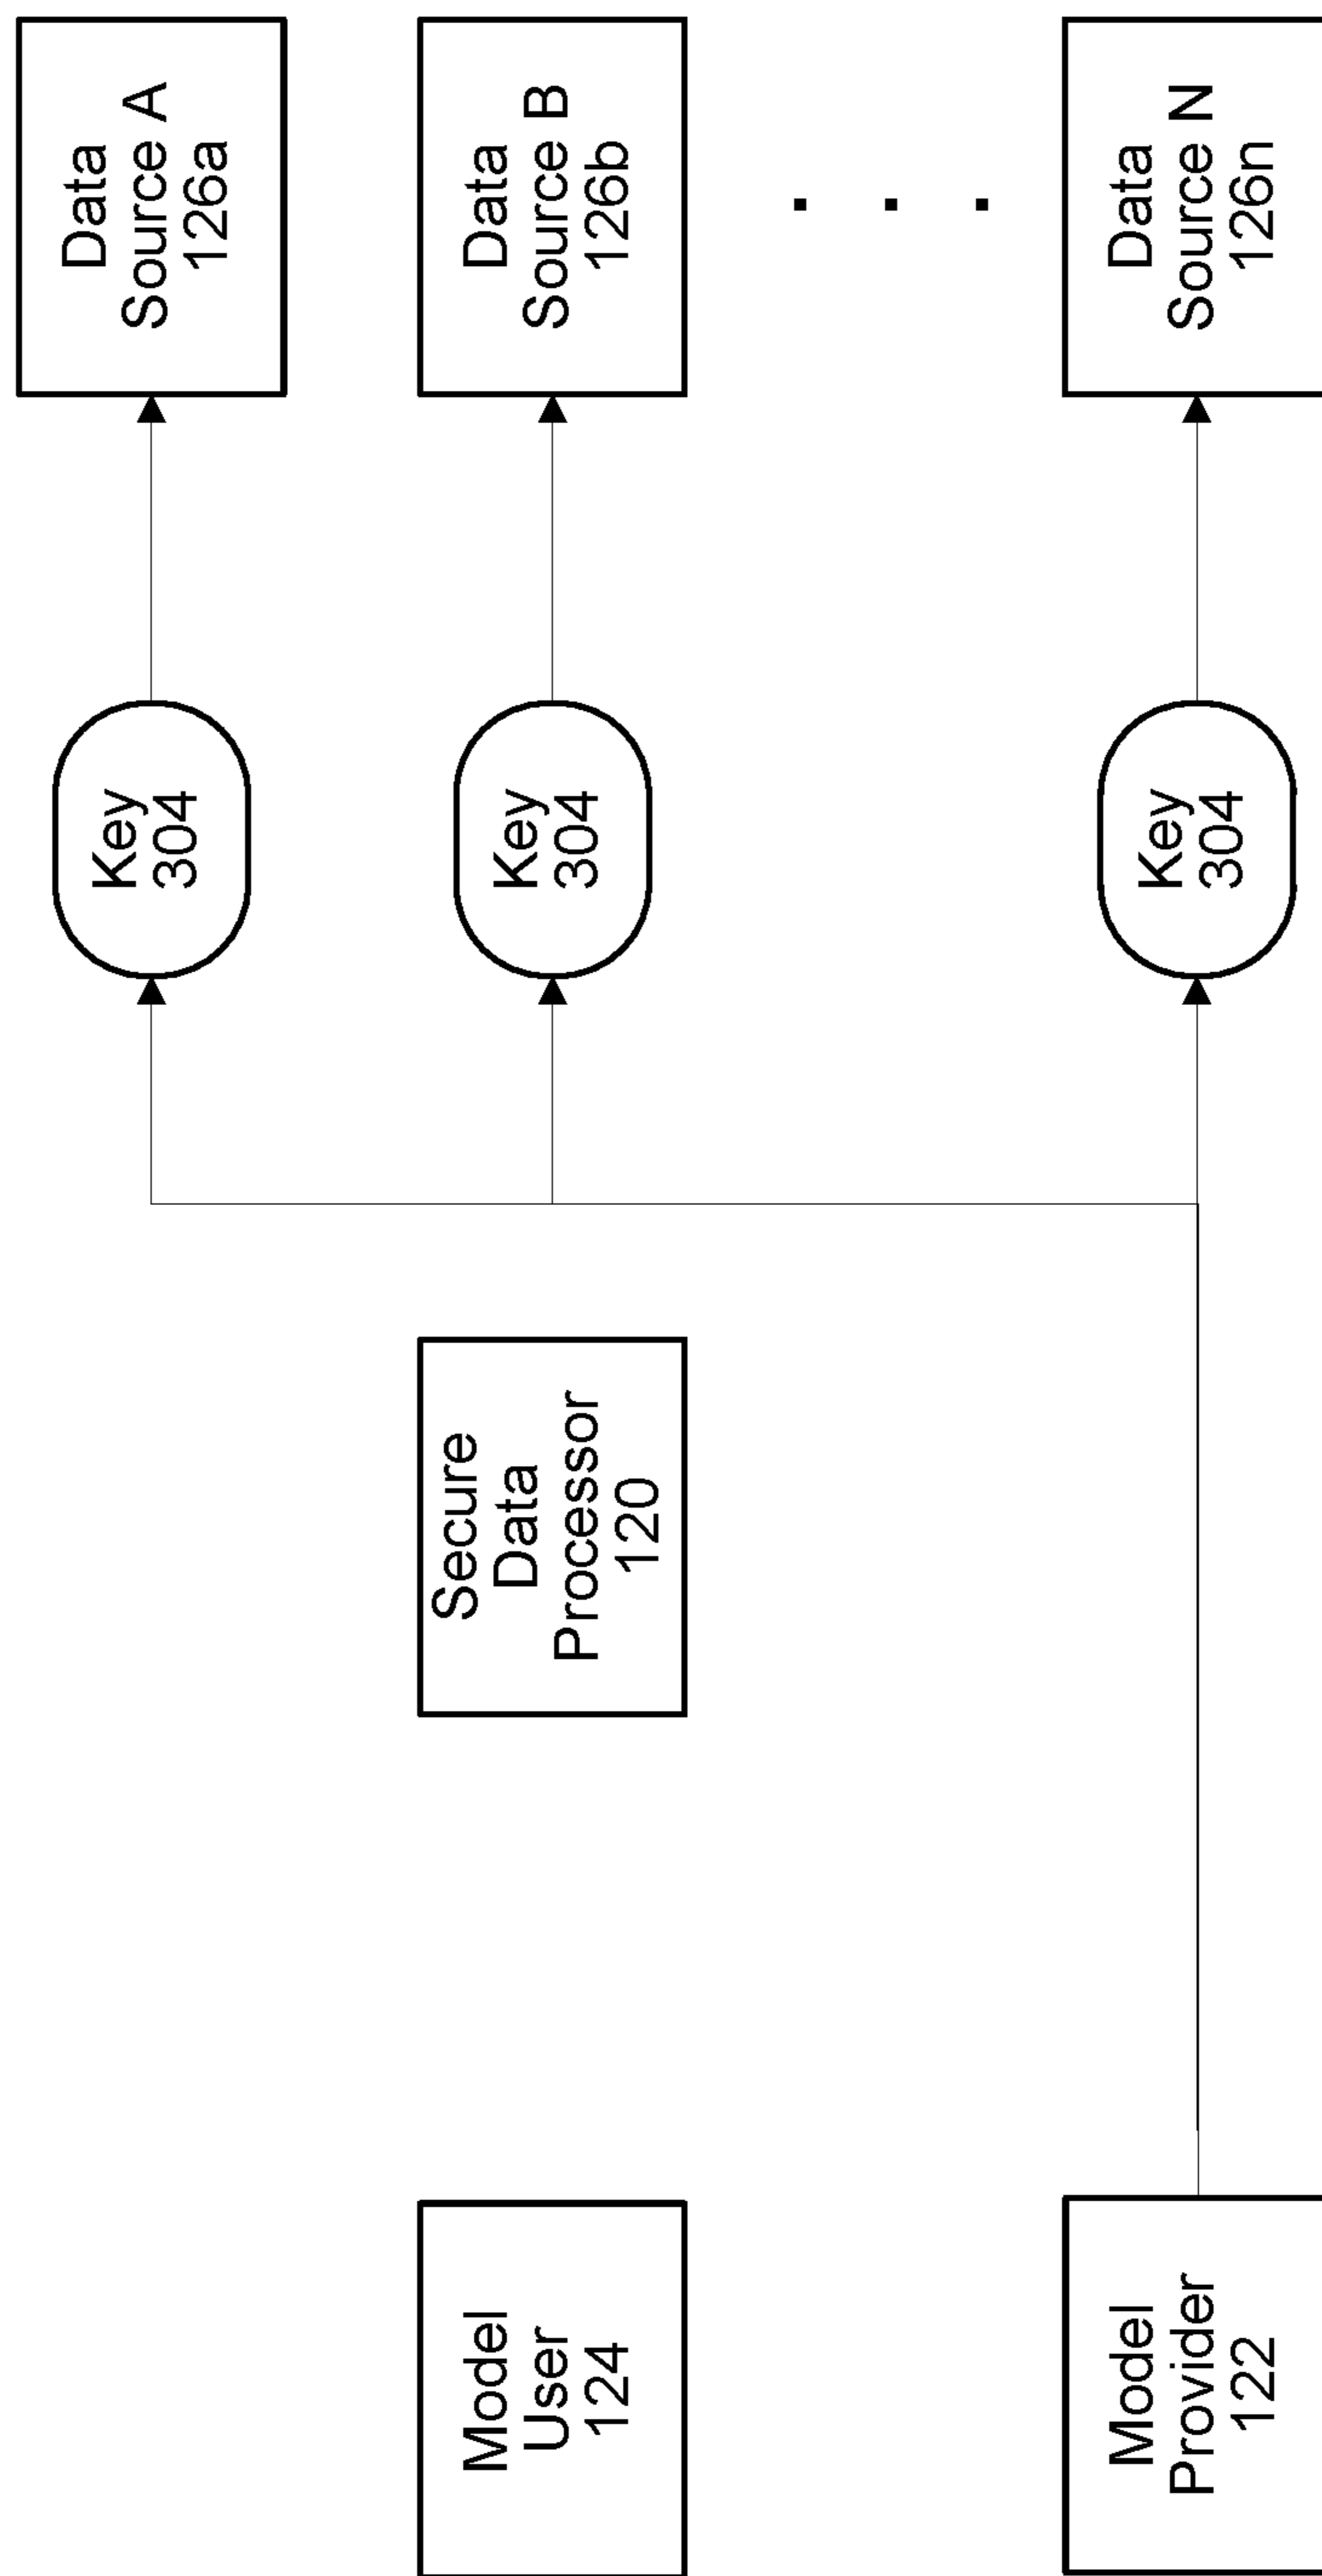 Data
Source A
126a
Key
304
Data
Source B
126b
Key
304
Secure
Data
Processor
120
Model
User
124
. . .
Data
Source N
126n
Key
304
Model
Provider
122